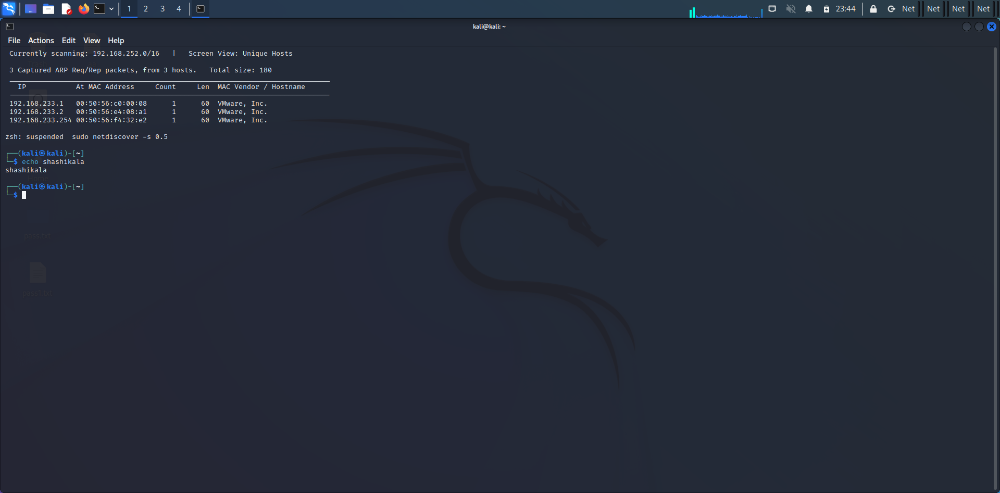 1 2 3 4 23:44 Net Net Net Net
kali@kali: ~
File Actions Edit View Help
Currently scanning: 192.168.252.0/16 | Screen View: Unique Hosts
3 Captured ARP Req/Rep packets, from 3 hosts. Total size: 180
IP At MAC Address Count Len MAC Vendor / Hostname
192.168.233.1 00:50:56:c0:00:08 1 60 VMware, Inc.
192.168.233.2 00:50:56:e4:08:a1 1 60 VMware, Inc.
192.168.233.254 00:50:56:f4:32:e2 1 60 VMware, Inc.
zsh: suspended sudo netdiscover -s 0.5
┌──(kali㉿kali)-[~]
└─$ echo shashikala
shashikala
Home
┌──(kali㉿kali)-[~]
└─$
pass.txt
pass1.txt